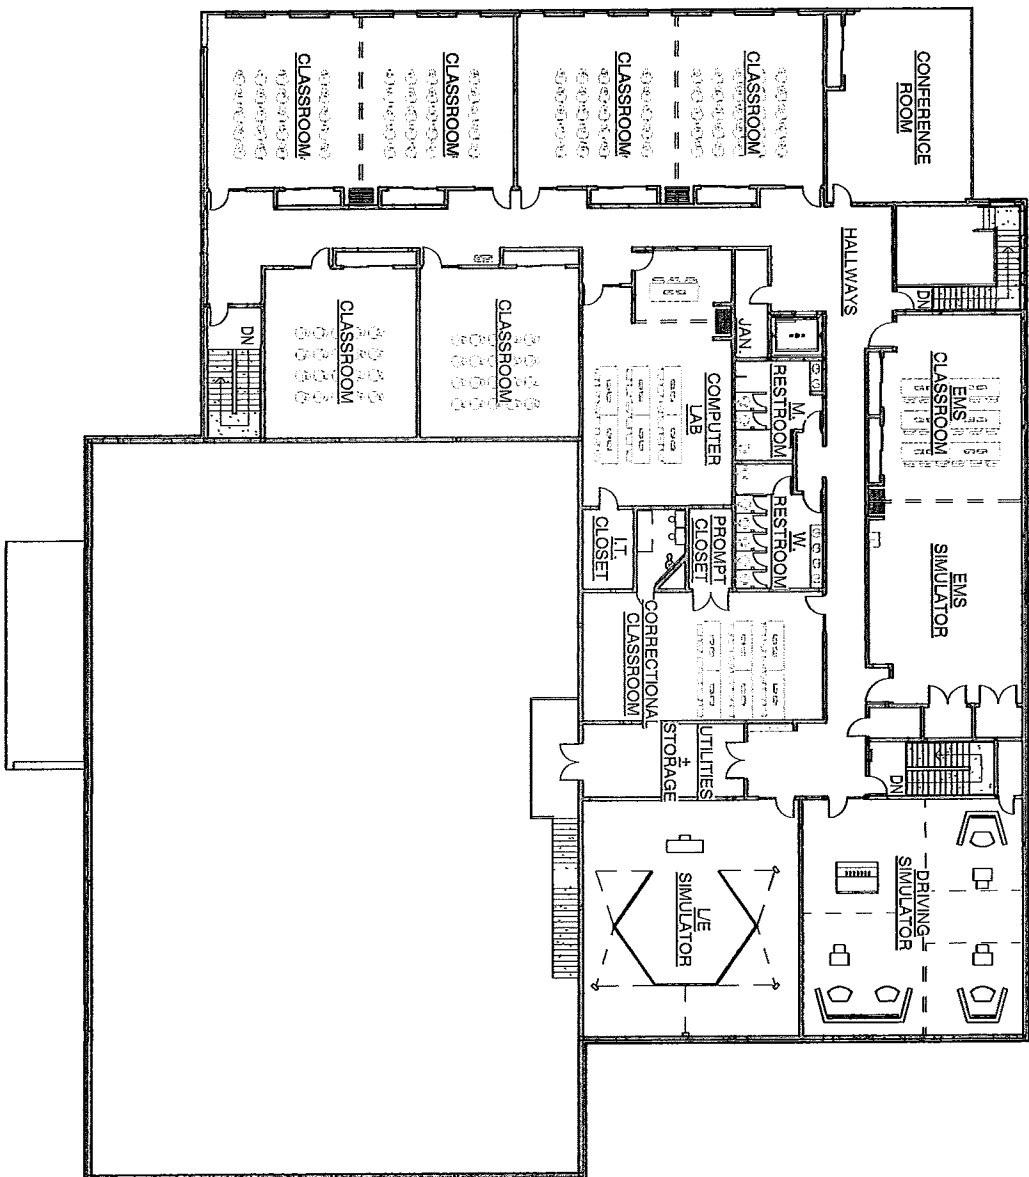 CONFERENCE
ROOM
CLASSROOM
CLASSROOM
CLASSROOM
CLASSROOM
HALLWAYS
DN
CLASSROOM
CLASSROOM
DN
JAN
COMPUTER
LAB
M.
RESTROOM
W.
RESTROOM
EMS
CLASSROOM
EMS
SIMULATOR
PROMPT
CLOSET
I.T.
CLOSET
CORRECTIONAL
CLASSROOM
UTILITIES
±
STORAGE
DN
DRIVING
SIMULATOR
L/E
SIMULATOR